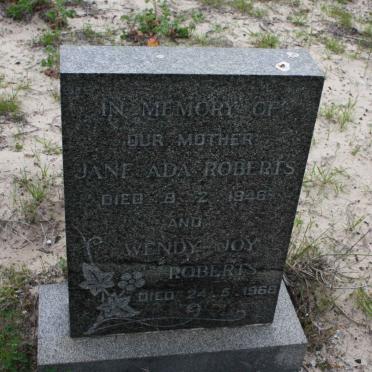 IN MEMORY OF
OUR MOTHER
JANE ADA ROBERTS
DIED 8 2 1946
AND
WENDY JOY
ROBERTS
DIED 24 5 1968